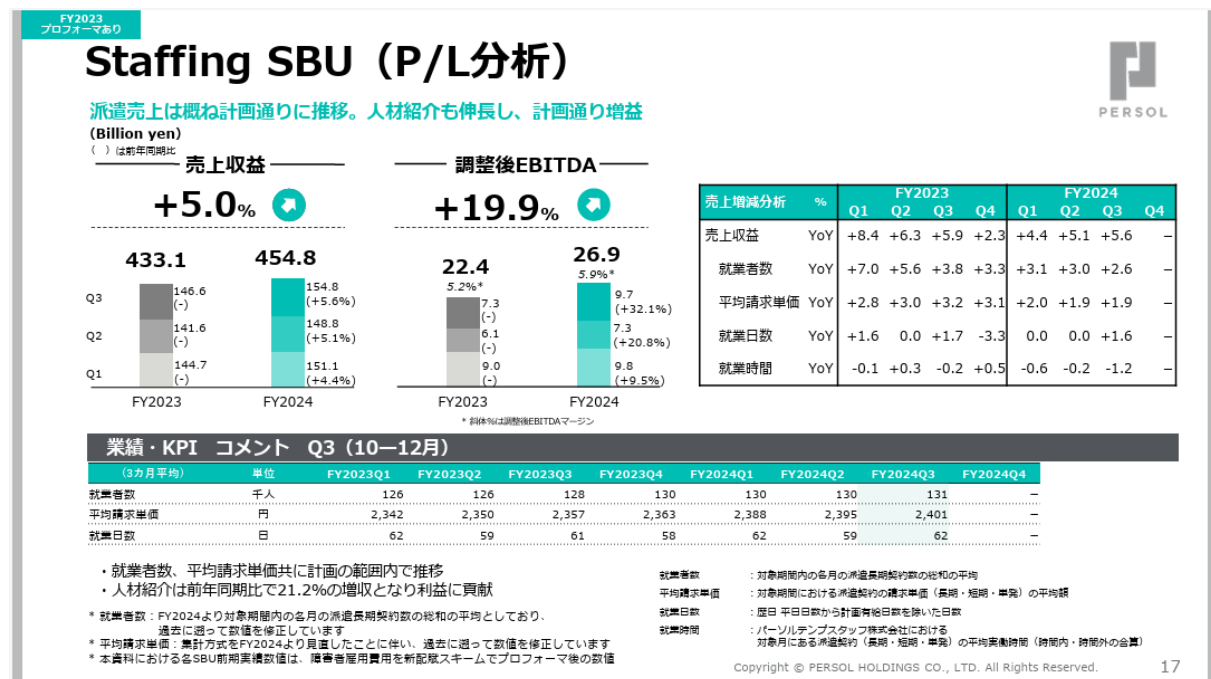 FY2023
プロフォーマあり
Staffing SBU（P/L分析）
PERSOL
派遣売上は概ね計画通りに推移。人材紹介も伸長し、計画通り増益
(Billion yen)
（ ）は前年同期比
売上収益
+5.0%
433.1
454.8
Q3
146.6
(-)
154.8
(+5.6%)
Q2
141.6
(-)
148.8
(+5.1%)
Q1
144.7
(-)
151.1
(+4.4%)
FY2023
FY2024
調整後EBITDA
+19.9%
22.4
5.2%*
26.9
5.9%*
7.3
(-)
9.7
(+32.1%)
6.1
(-)
7.3
(+20.8%)
9.0
(-)
9.8
(+9.5%)
FY2023
FY2024
* 斜体%は調整後EBITDAマージン
売上増減分析 % FY2023 FY2024
Q1 Q2 Q3 Q4 Q1 Q2 Q3 Q4
売上収益 YoY +8.4 +6.3 +5.9 +2.3 +4.4 +5.1 +5.6 –
就業者数 YoY +7.0 +5.6 +3.8 +3.3 +3.1 +3.0 +2.6 –
平均請求単価 YoY +2.8 +3.0 +3.2 +3.1 +2.0 +1.9 +1.9 –
就業日数 YoY +1.6 0.0 +1.7 -3.3 0.0 0.0 +1.6 –
就業時間 YoY -0.1 +0.3 -0.2 +0.5 -0.6 -0.2 -1.2 –
業績・KPI コメント Q3（10―12月）
（3カ月平均） 単位 FY2023Q1 FY2023Q2 FY2023Q3 FY2023Q4 FY2024Q1 FY2024Q2 FY2024Q3 FY2024Q4
就業者数 千人 126 126 128 130 130 130 131 –
平均請求単価 円 2,342 2,350 2,357 2,363 2,388 2,395 2,401 –
就業日数 日 62 59 61 58 62 59 62 –
・就業者数、平均請求単価共に計画の範囲内で推移
・人材紹介は前年同期比で21.2%の増収となり利益に貢献
* 就業者数：FY2024より対象期間内の各月の派遣長期契約数の総和の平均としており、
過去に遡って数値を修正しています
* 平均請求単価：集計方式をFY2024より見直したことに伴い、過去に遡って数値を修正しています
* 本資料における各SBU前期実績数値は、障害者雇用費用を新配賦スキームでプロフォーマ後の数値
就業者数 ：対象期間内の各月の派遣長期契約数の総和の平均
平均請求単価 ：対象期間における派遣契約の請求単価（長期・短期・単発）の平均額
就業日数 ：歴日 平日日数から計画有給日数を除いた日数
就業時間 ：パーソルテンプスタッフ株式会社における
対象月にある派遣契約（長期・短期・単発）の平均実働時間（時間内・時間外の合算）
Copyright © PERSOL HOLDINGS CO., LTD. All Rights Reserved.
17